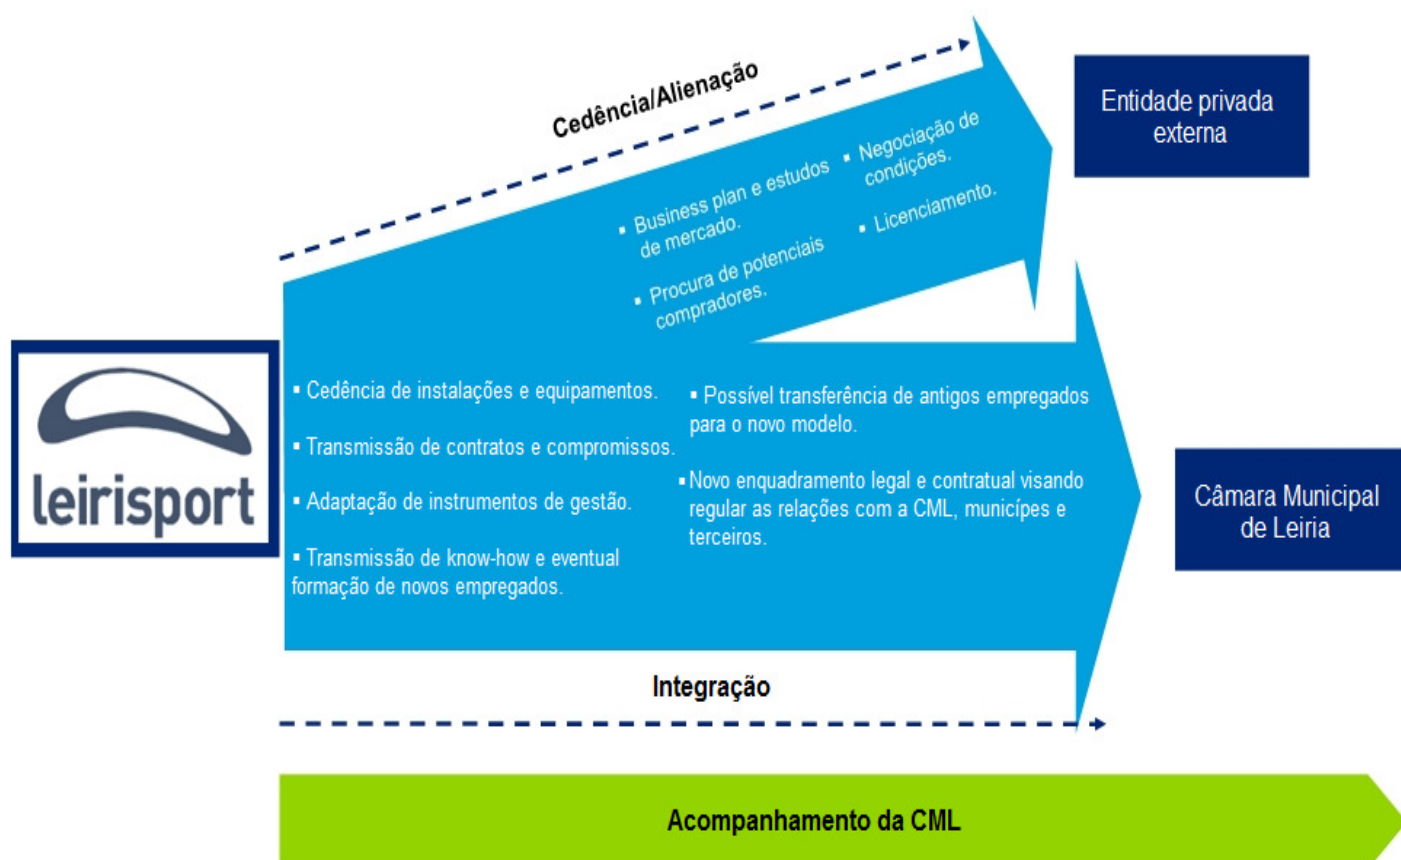 Cedência/Alienação
Entidade privada
externa
▪ Business plan e estudos
de mercado.
▪ Procura de potenciais
compradores.
▪ Negociação de
condições.
▪ Licenciamento.
leirisport
▪ Cedência de instalações e equipamentos.
▪ Transmissão de contratos e compromissos.
▪ Adaptação de instrumentos de gestão.
▪ Transmissão de know-how e eventual
formação de novos empregados.
▪ Possível transferência de antigos empregados
para o novo modelo.
▪ Novo enquadramento legal e contratual visando
regular as relações com a CML, municípes e
terceiros.
Câmara Municipal
de Leiria
Integração
Acompanhamento da CML